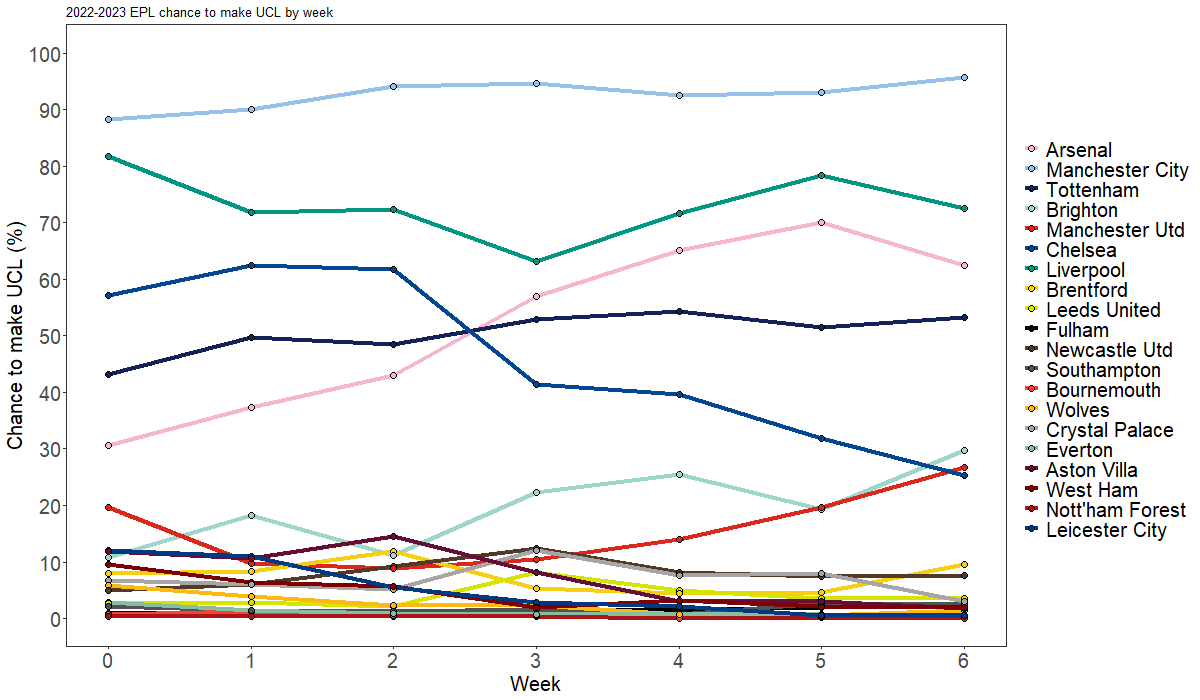 2022-2023 EPL chance to make UCL by week
Chance to make UCL (%)
100
90
80
70
60
50
40
30
20
10
0
0 1 2 3 4 5 6
Week
Arsenal
Manchester City
Tottenham
Brighton
Manchester Utd
Chelsea
Liverpool
Brentford
Leeds United
Fulham
Newcastle Utd
Southampton
Bournemouth
Wolves
Crystal Palace
Everton
Aston Villa
West Ham
Nott'ham Forest
Leicester City